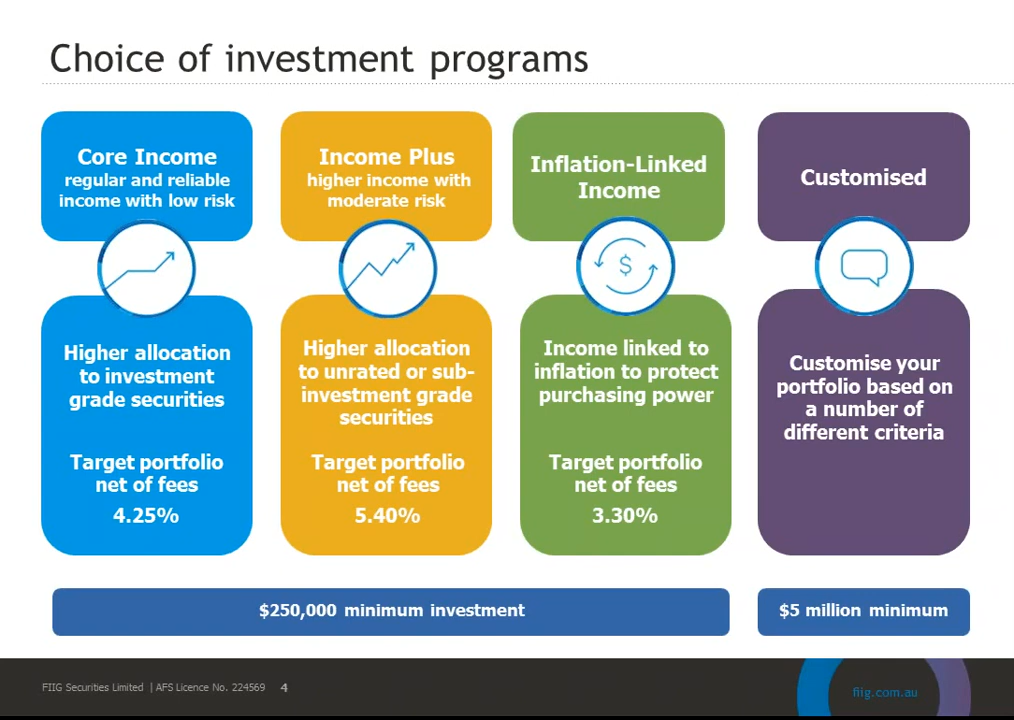 Choice of investment programs
Core Income
regular and reliable
income with low risk
Income Plus
higher income with
moderate risk
Inflation-Linked
Income
Customised
$
Higher allocation
to investment
grade securities
Target portfolio
net of fees
4.25%
Higher allocation
to unrated or sub-
investment grade
securities
Target portfolio
net of fees
5.40%
Income linked to
inflation to protect
purchasing power
Target portfolio
net of fees
3.30%
Customise your
portfolio based on
a number of
different criteria
$250,000 minimum investment
$5 million minimum
FIIG Securities Limited | AFS Licence No. 224569 4
fiig.com.au